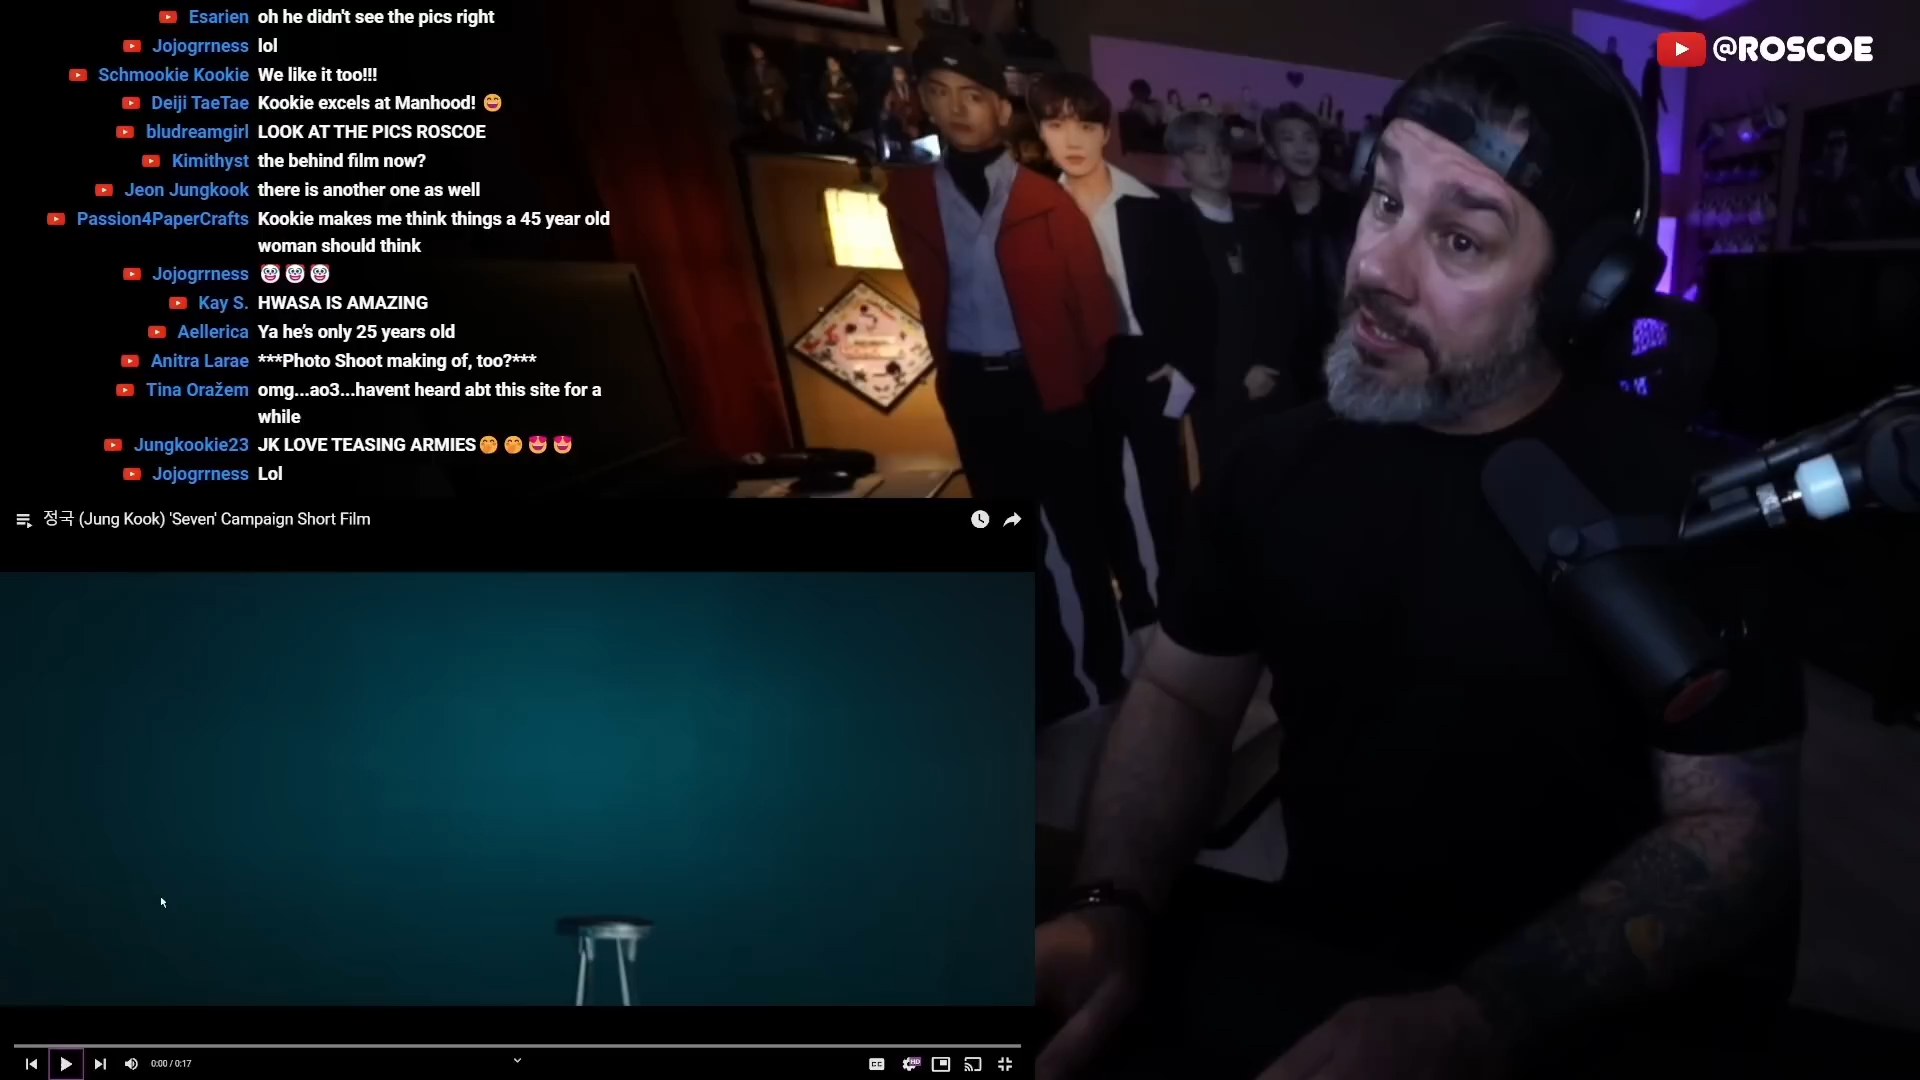 Esarien oh he didn't see the pics right
Jojogrrness lol
Schmookie Kookie We like it too!!!
Deiji TaeTae Kookie excels at Manhood! 😄
bludreamgirl LOOK AT THE PICS ROSCOE
Kimithyst the behind film now?
Jeon Jungkook there is another one as well
Passion4PaperCrafts Kookie makes me think things a 45 year old
woman should think
Jojogrrness 🤡🤡🤡
Kay S. HWASA IS AMAZING
Aellerica Ya he's only 25 years old
Anitra Larae ***Photo Shoot making of, too?***
Tina Oražem omg...ao3...havent heard abt this site for a
while
Jungkookie23 JK LOVE TEASING ARMIES🤭🤭😍😍
Jojogrrness Lol
@ROSCOE
정국 (Jung Kook) 'Seven' Campaign Short Film
0:00 / 0:17
CC
HD